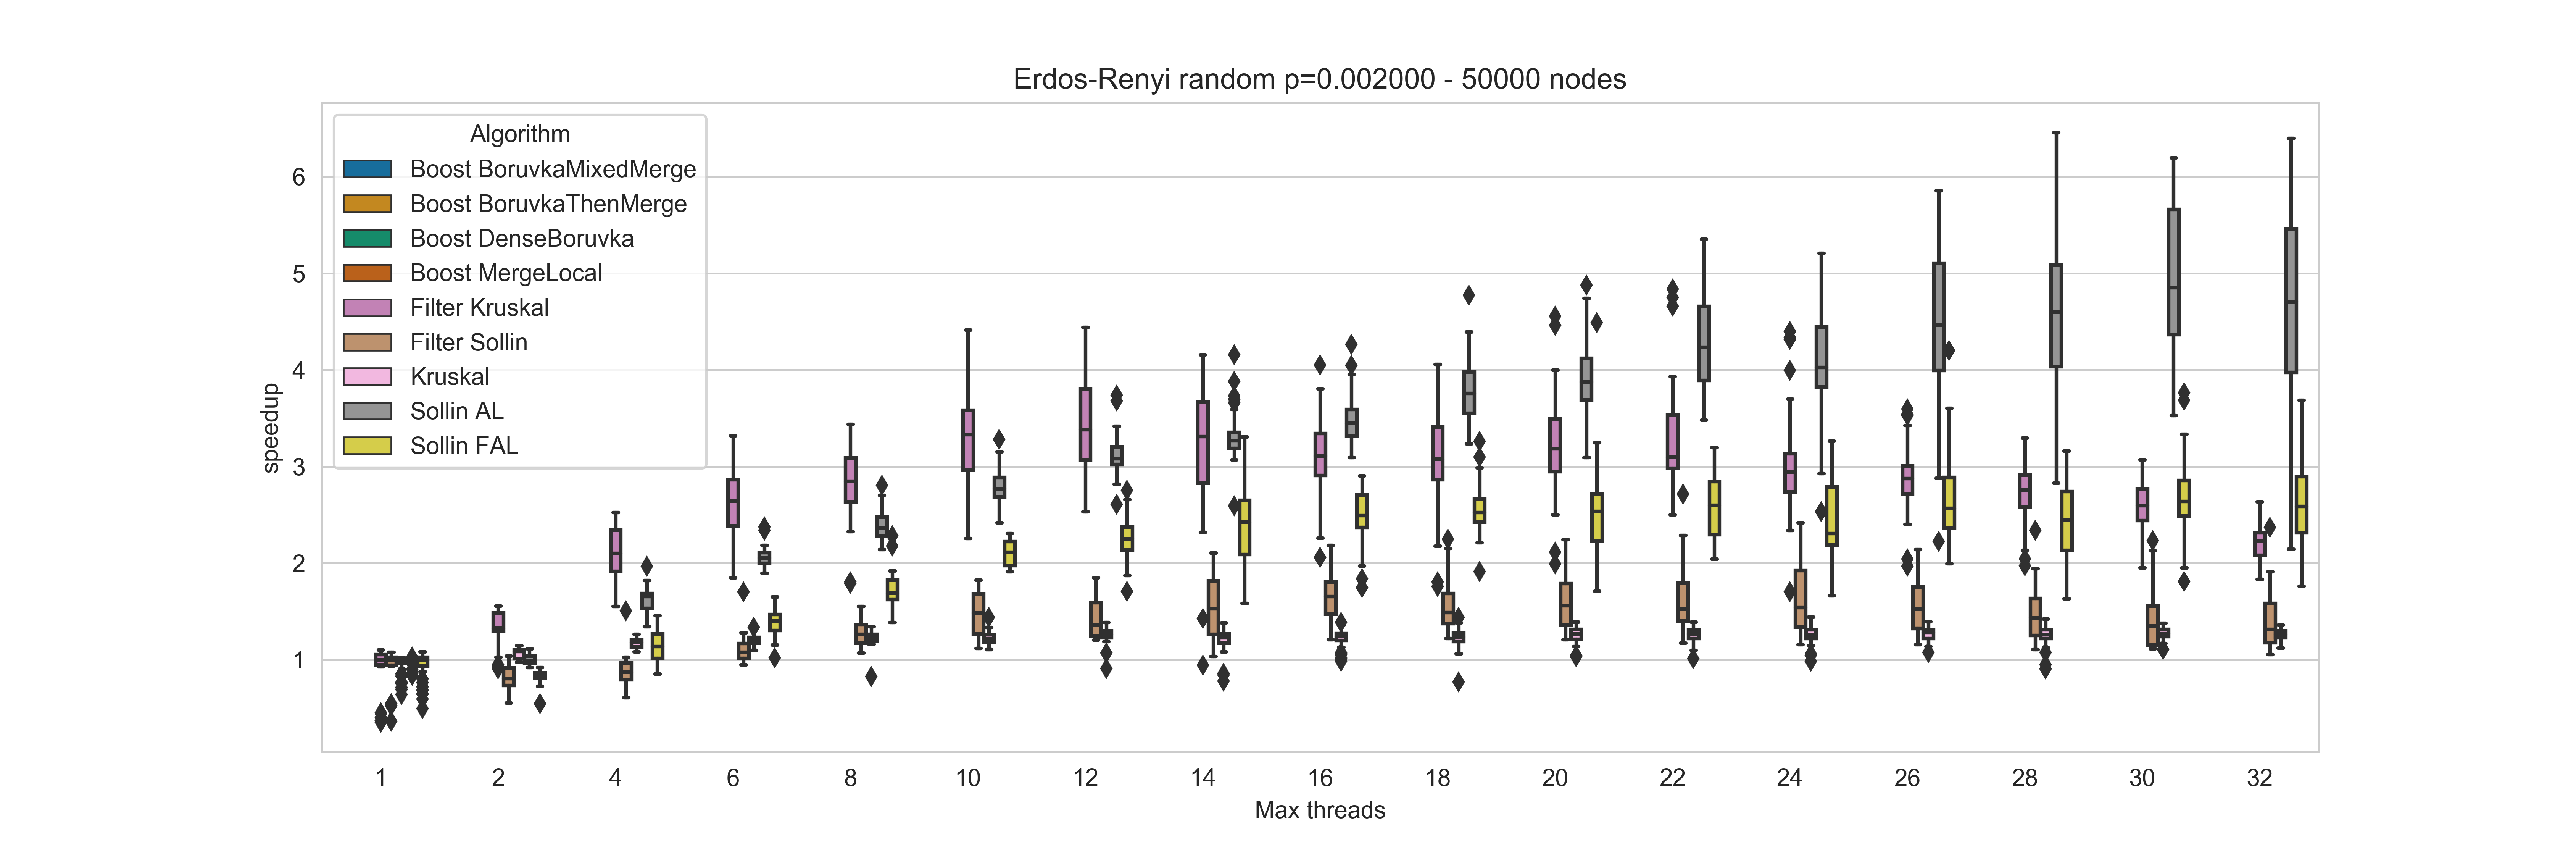 Erdos-Renyi random p=0.002000 - 50000 nodes
Algorithm
Boost BoruvkaMixedMerge
Boost BoruvkaThenMerge
Boost DenseBoruvka
Boost MergeLocal
Filter Kruskal
Filter Sollin
Kruskal
Sollin AL
Sollin FAL
speedup
6
5
4
3
2
1
1 2 4 6 8 10 12 14 16 18 20 22 24 26 28 30 32
Max threads